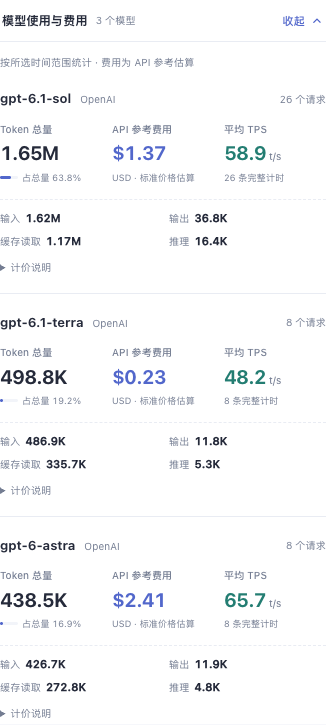 模型使用与费用 3 个模型 收起
按所选时间范围统计 · 费用为 API 参考估算
gpt-6.1-sol OpenAI 26 个请求
Token 总量 API 参考费用 平均 TPS
1.65M $1.37 58.9 t/s
占总量 63.8% USD · 标准价格估算 26 条完整计时
输入 1.62M 输出 36.8K
缓存读取 1.17M 推理 16.4K
计价说明
gpt-6.1-terra OpenAI 8 个请求
Token 总量 API 参考费用 平均 TPS
498.8K $0.23 48.2 t/s
占总量 19.2% USD · 标准价格估算 8 条完整计时
输入 486.9K 输出 11.8K
缓存读取 335.7K 推理 5.3K
计价说明
gpt-6-astra OpenAI 8 个请求
Token 总量 API 参考费用 平均 TPS
438.5K $2.41 65.7 t/s
占总量 16.9% USD · 标准价格估算 8 条完整计时
输入 426.7K 输出 11.9K
缓存读取 272.8K 推理 4.8K
计价说明